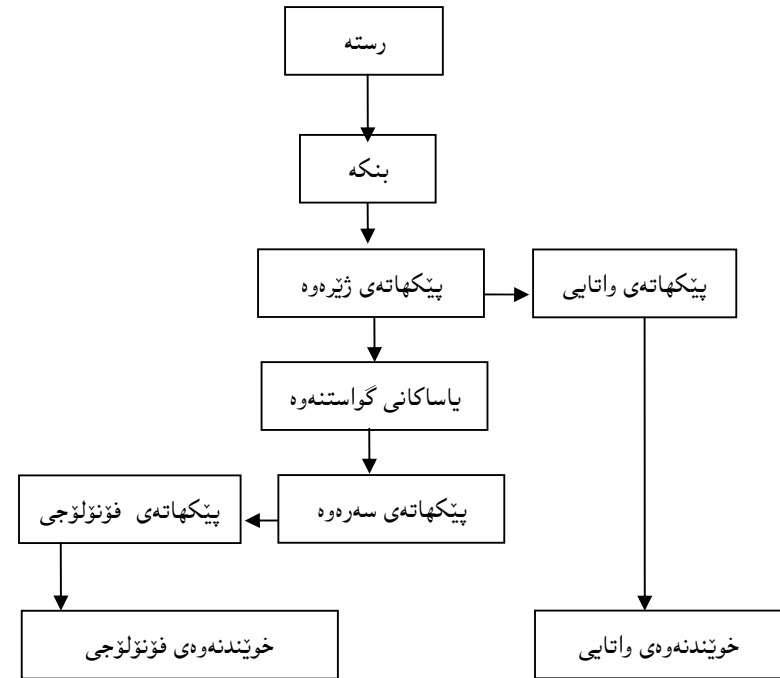 رستە
بنکە
پێکهاتەی ژێرەوە
پێکهاتەی واتایی
یاساکانی گواستنەوە
پێکهاتەی سەرەوە
پێکهاتەی فۆنۆلۆجی
خوێندنەوەی واتایی
خوێندنەوەی فۆنۆلۆجی